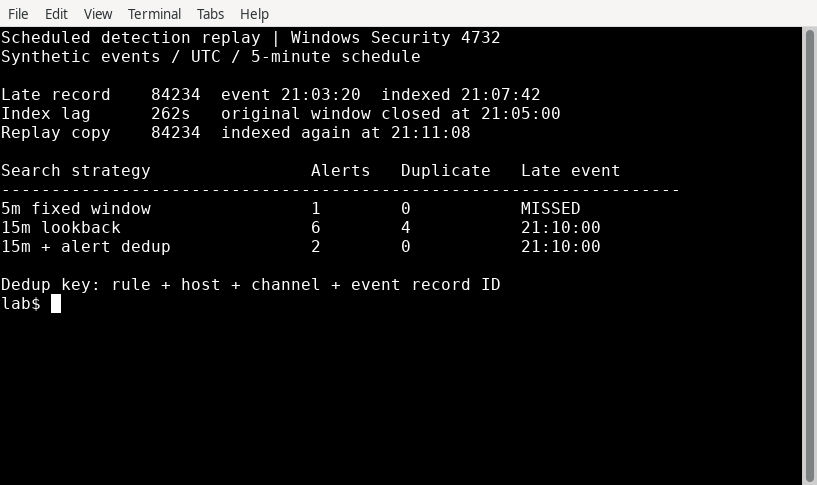 File Edit View Terminal Tabs Help
Scheduled detection replay | Windows Security 4732
Synthetic events / UTC / 5-minute schedule
Late record 84234 event 21:03:20 indexed 21:07:42
Index lag 262s original window closed at 21:05:00
Replay copy 84234 indexed again at 21:11:08
Search strategy Alerts Duplicate Late event
--------------------------------------------------------------------
5m fixed window 1 0 MISSED
15m lookback 6 4 21:10:00
15m + alert dedup 2 0 21:10:00
Dedup key: rule + host + channel + event record ID
lab$